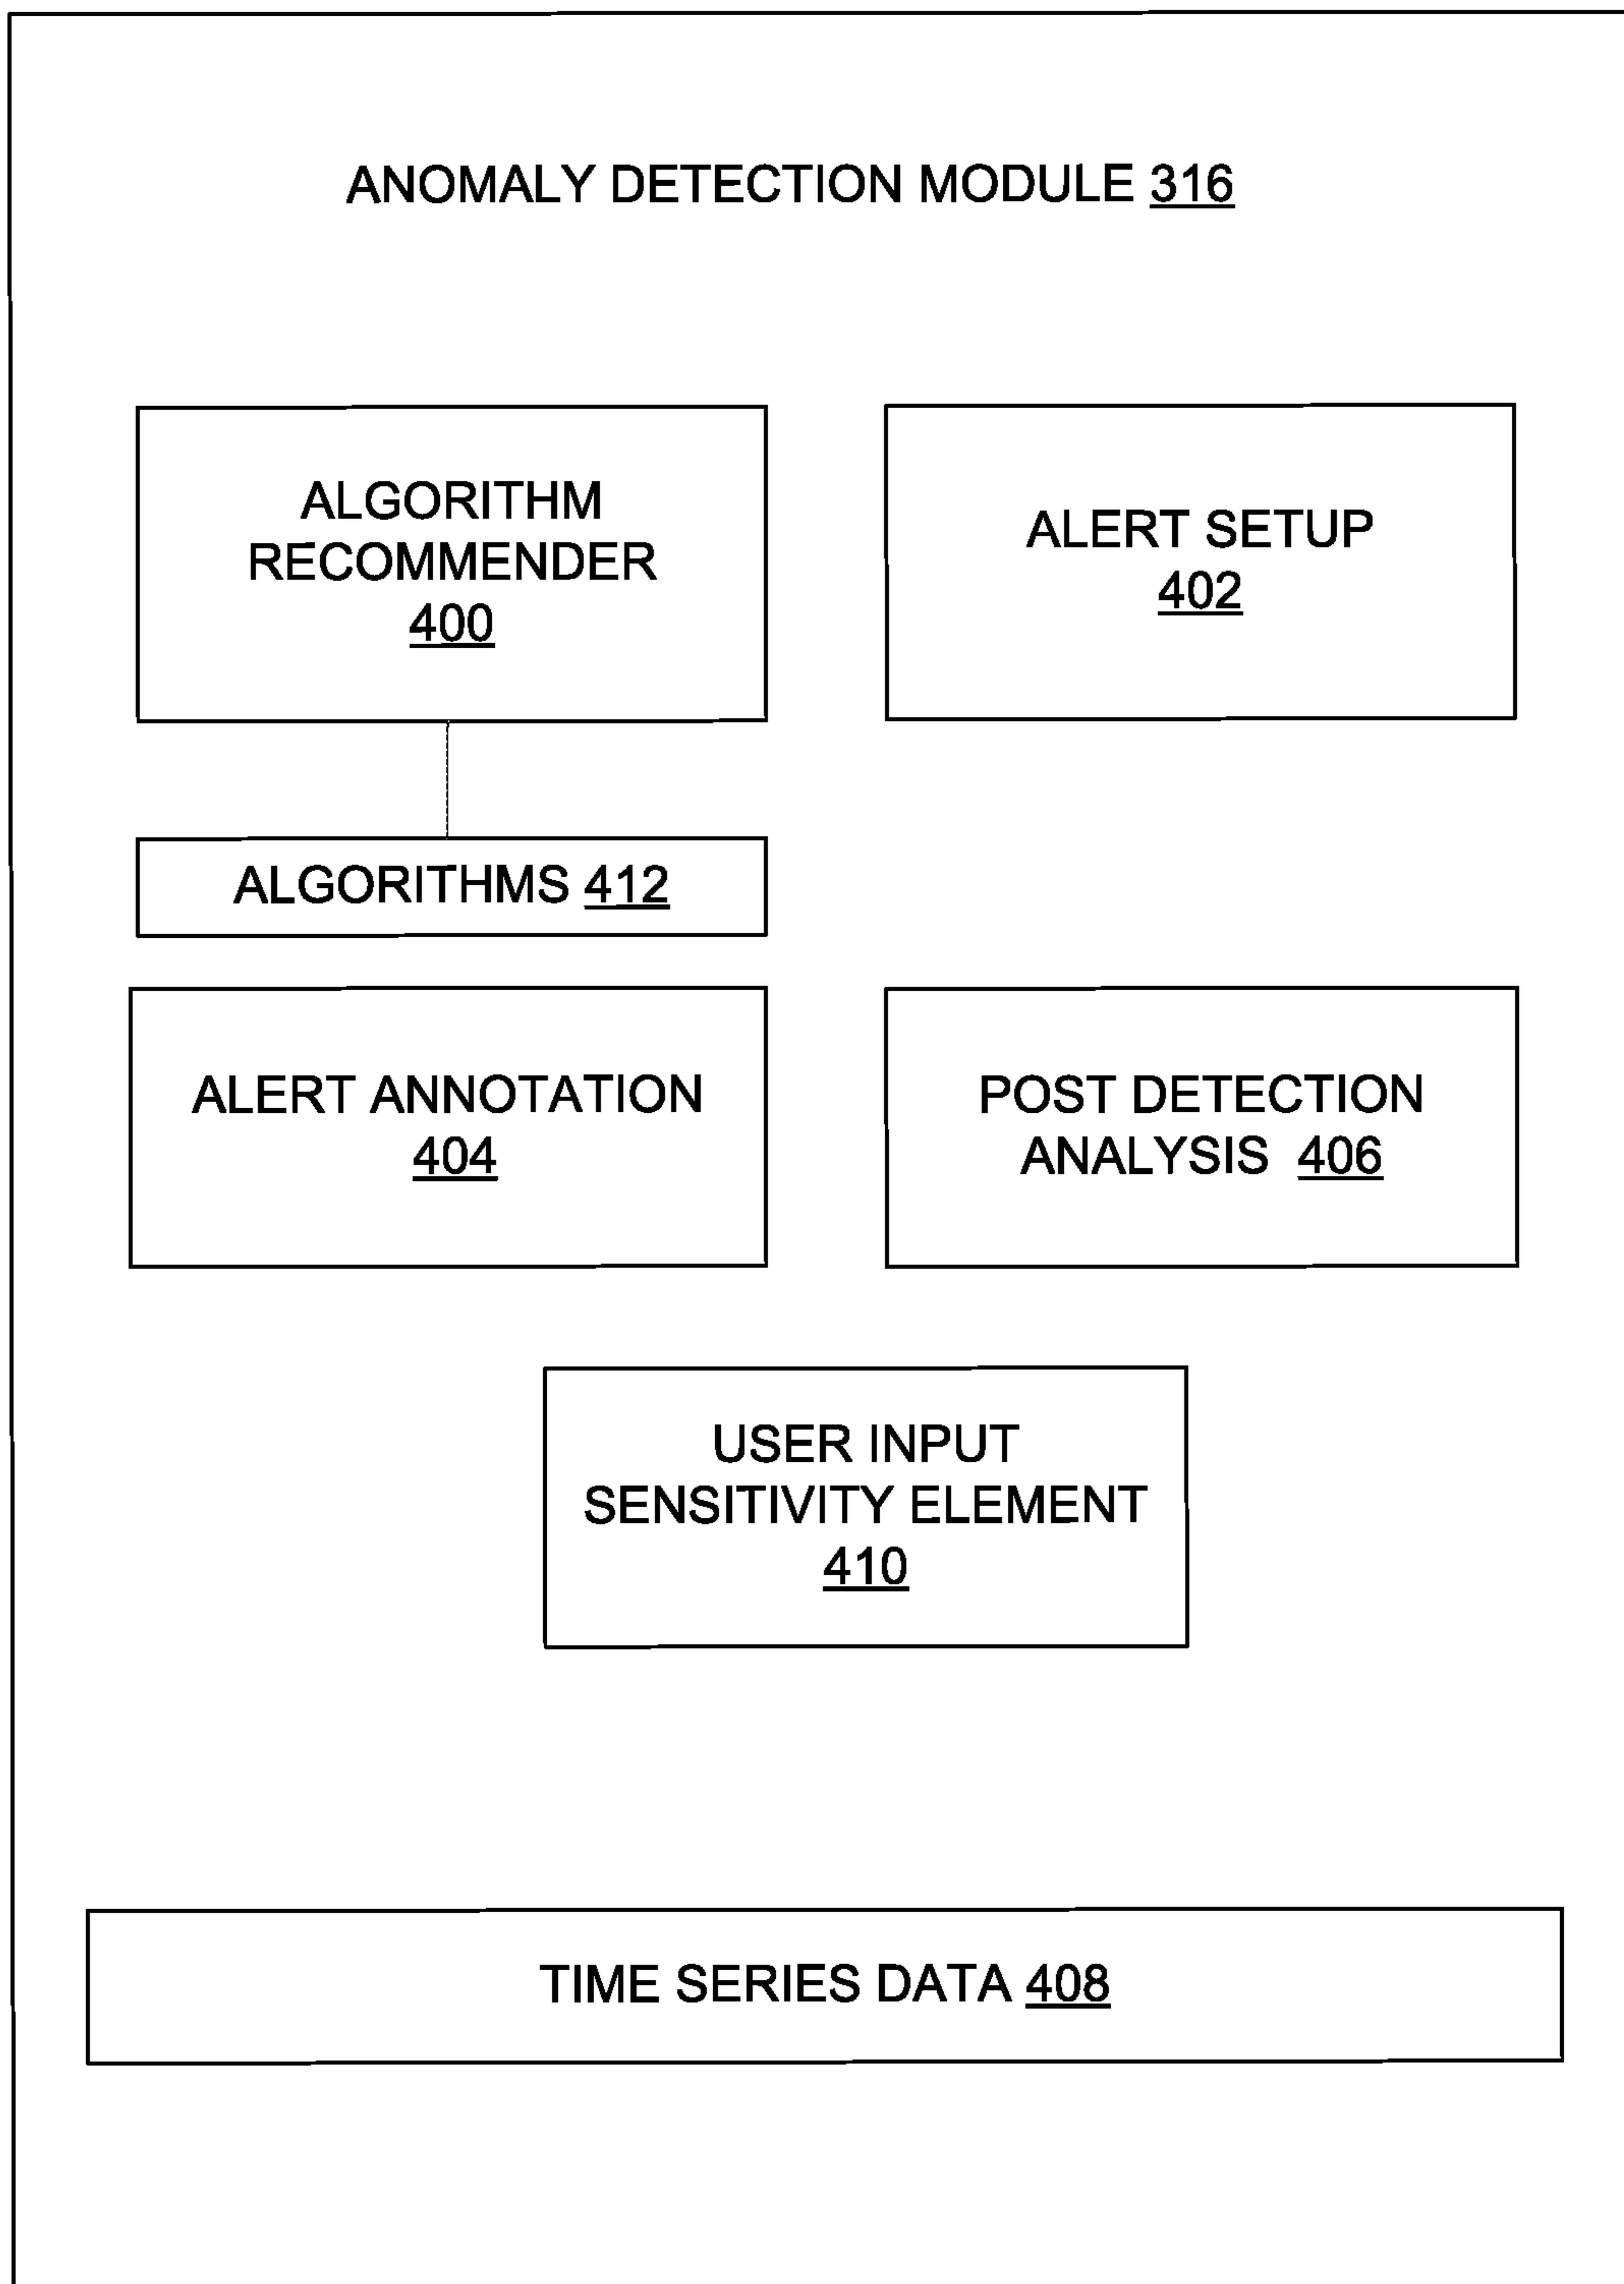 ANOMALY DETECTION MODULE 316
ALGORITHM
RECOMMENDER
400
ALERT SETUP
402
ALGORITHMS 412
ALERT ANNOTATION
404
POST DETECTION
ANALYSIS 406
USER INPUT
SENSITIVITY ELEMENT
410
TIME SERIES DATA 408